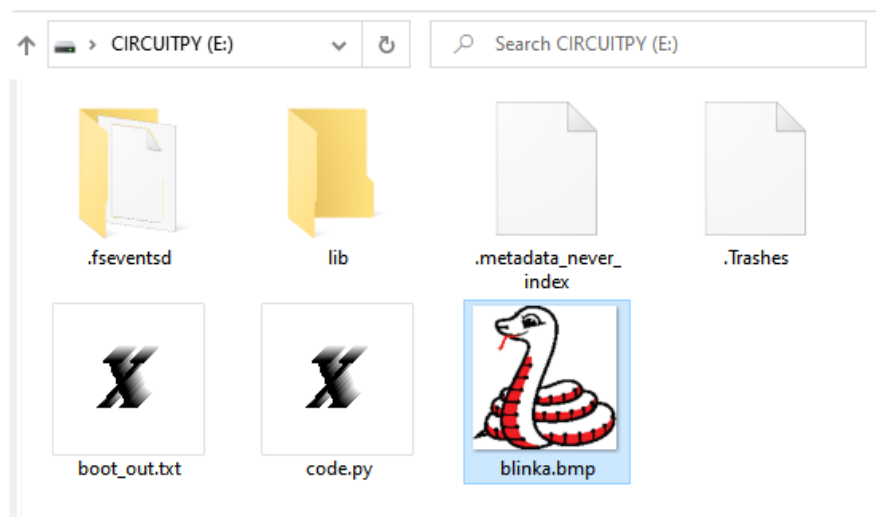 CIRCUITPY (E:)
Search CIRCUITPY (E:)
.fseventsd
lib
.metadata_never_
index
.Trashes
boot_out.txt
code.py
blinka.bmp